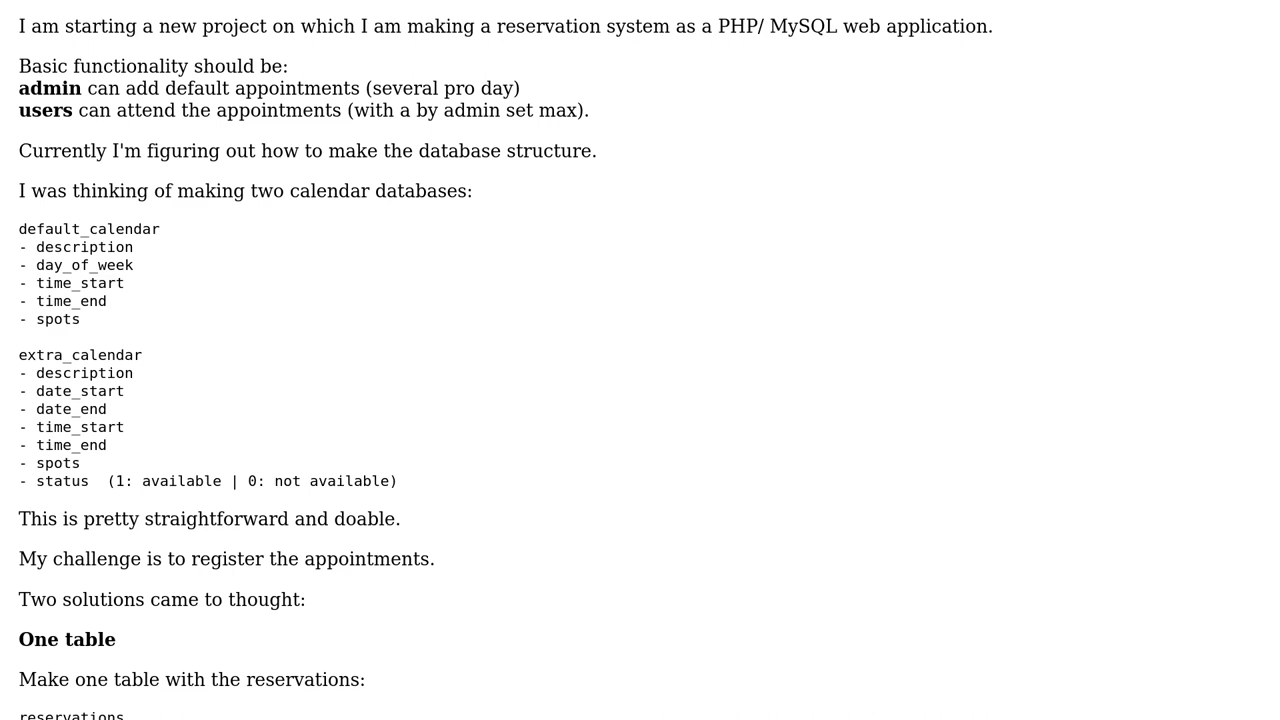 I am starting a new project on which I am making a reservation system as a PHP/ MySQL web application.
Basic functionality should be:
admin can add default appointments (several pro day)
users can attend the appointments (with a by admin set max).
Currently I'm figuring out how to make the database structure.
I was thinking of making two calendar databases:
default_calendar
- description
- day_of_week
- time_start
- time_end
- spots
extra_calendar
- description
- date_start
- date_end
- time_start
- time_end
- spots
- status  (1: available | 0: not available)
This is pretty straightforward and doable.
My challenge is to register the appointments.
Two solutions came to thought:
One table
Make one table with the reservations:
reservations